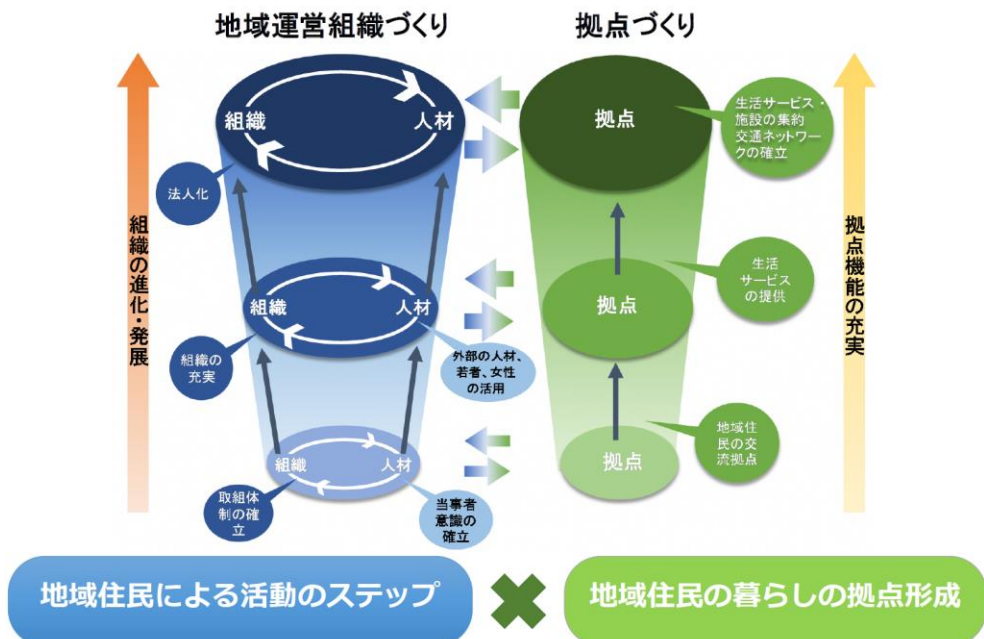 地域運営組織づくり
拠点づくり
組織
人材
拠点
生活サービス・
施設の集約
交通ネットワー
クの確立
法人化
組織の進化・発展
拠点機能の充実
組織
人材
拠点
生活
サービス
の提供
組織の
充実
外部の人材、
若者、女性
の活用
組織
人材
拠点
地域住
民の交
流拠点
取組体
制の確
立
当事者
意識の
確立
地域住民による活動のステップ
地域住民の暮らしの拠点形成